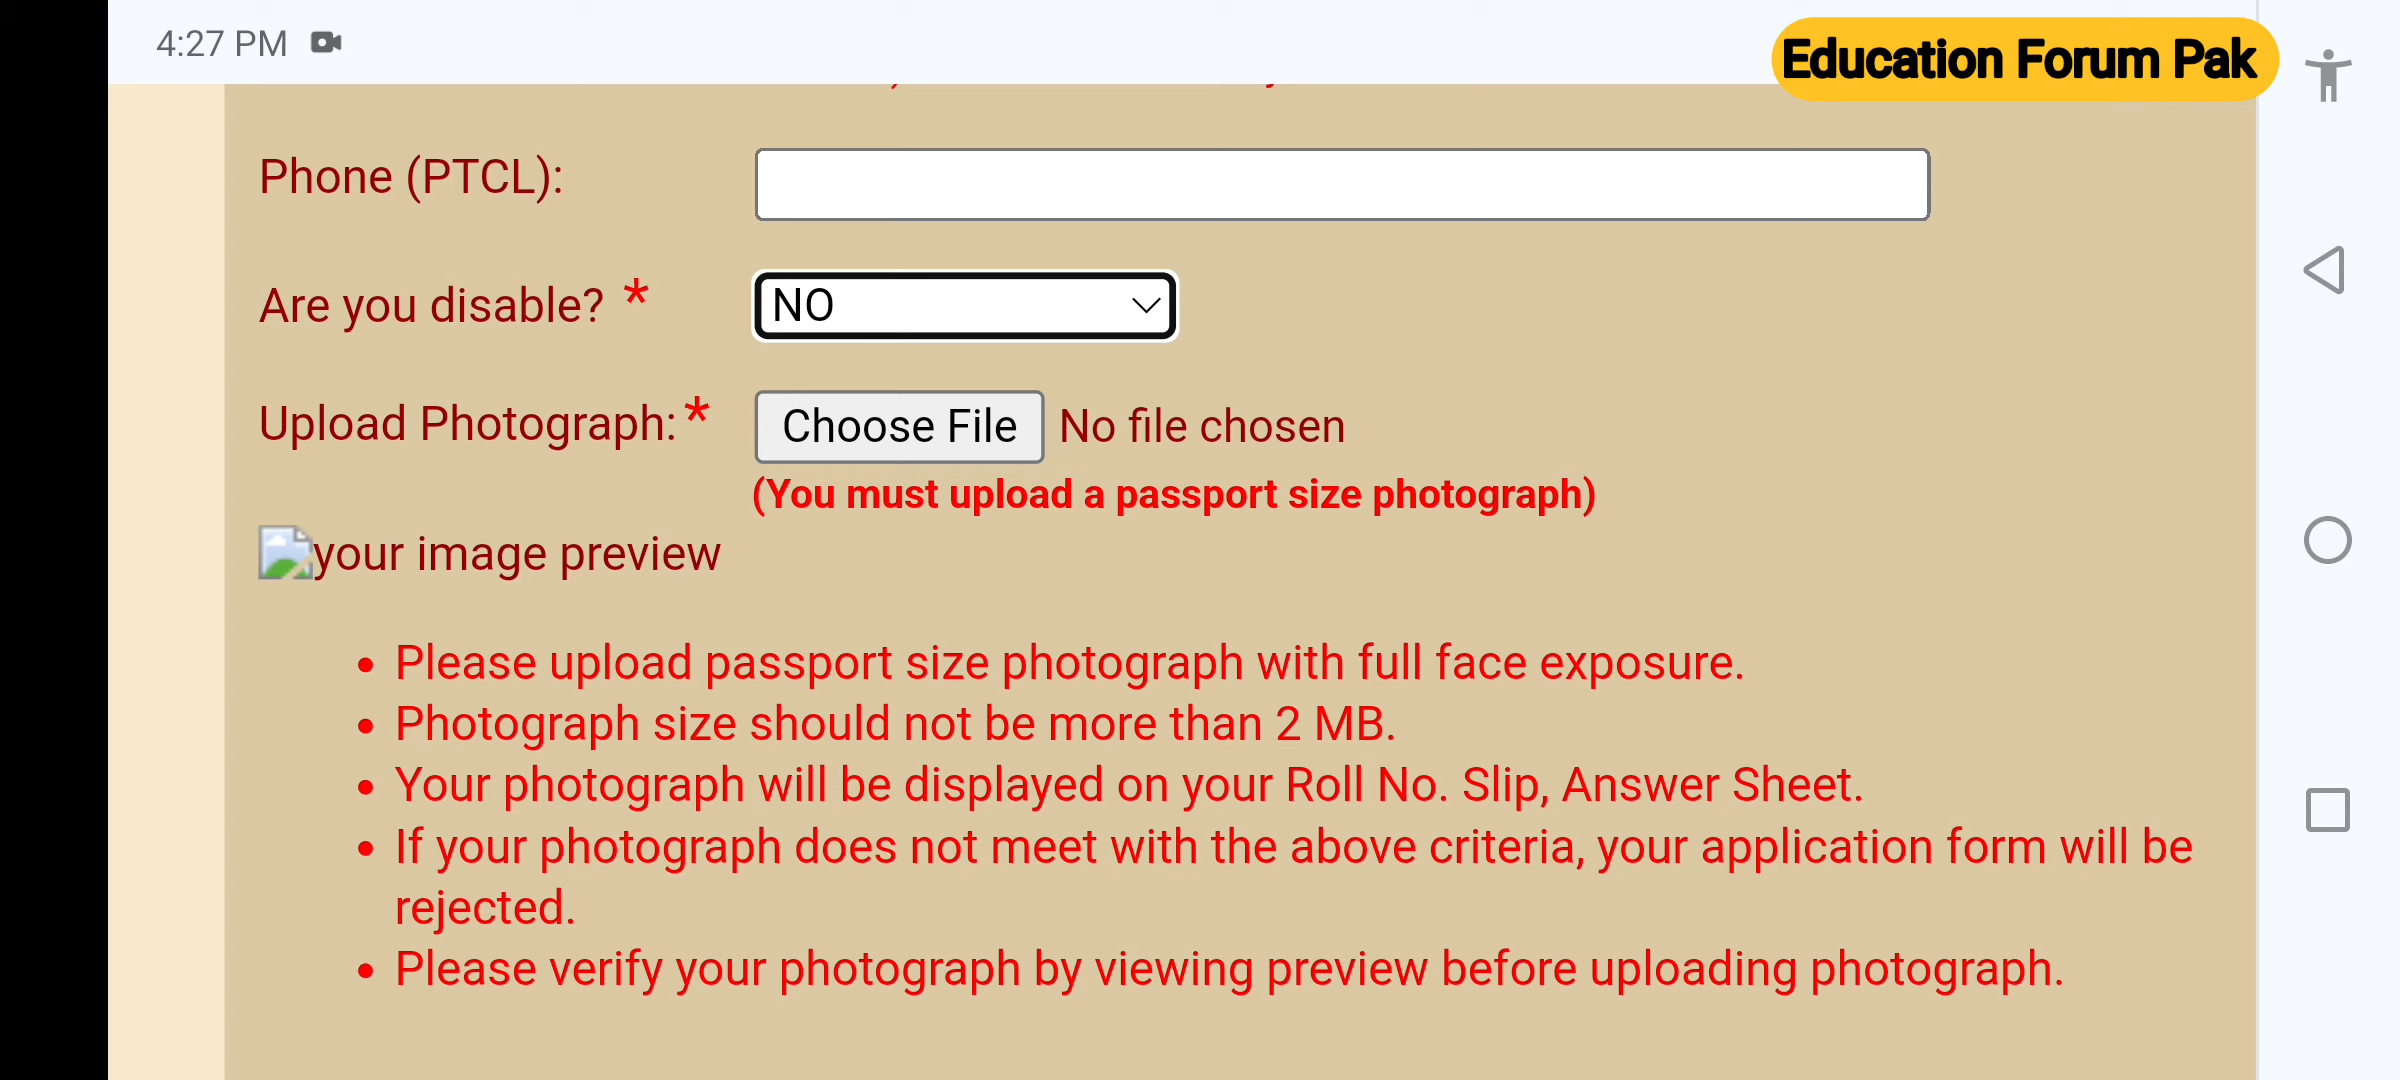 4:27 PM
Education Forum Pak
Phone (PTCL):
Are you disable? * NO
Upload Photograph:* Choose File No file chosen
(You must upload a passport size photograph)
your image preview
• Please upload passport size photograph with full face exposure.
• Photograph size should not be more than 2 MB.
• Your photograph will be displayed on your Roll No. Slip, Answer Sheet.
• If your photograph does not meet with the above criteria, your application form will be
rejected.
• Please verify your photograph by viewing preview before uploading photograph.